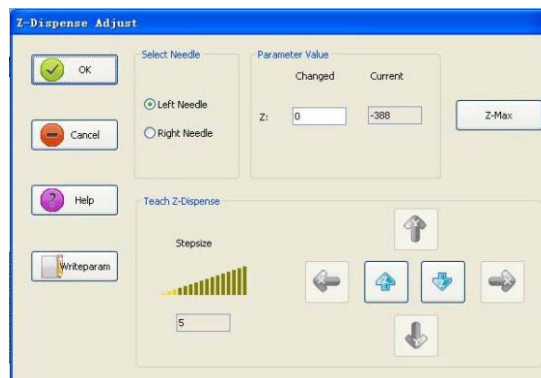 Z-Dispense Adjust
OK
Cancel
Help
Writeparam
Select Needle
Left Needle
Right Needle
Parameter Value
Changed Current
Z: 0 -388
Z-Max
Teach Z-Dispense
Stepsize
5